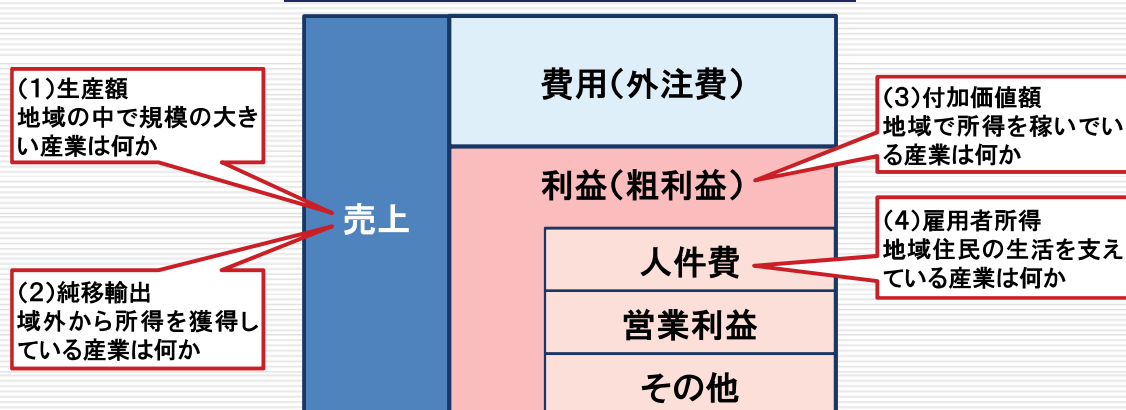 (1)生産額
地域の中で規模の大き
い産業は何か
(2)純移輸出
域外から所得を獲得し
ている産業は何か
売上
費用(外注費)
利益(粗利益)
人件費
営業利益
その他
(3)付加価値額
地域で所得を稼いでい
る産業は何か
(4)雇用者所得
地域住民の生活を支え
ている産業は何か